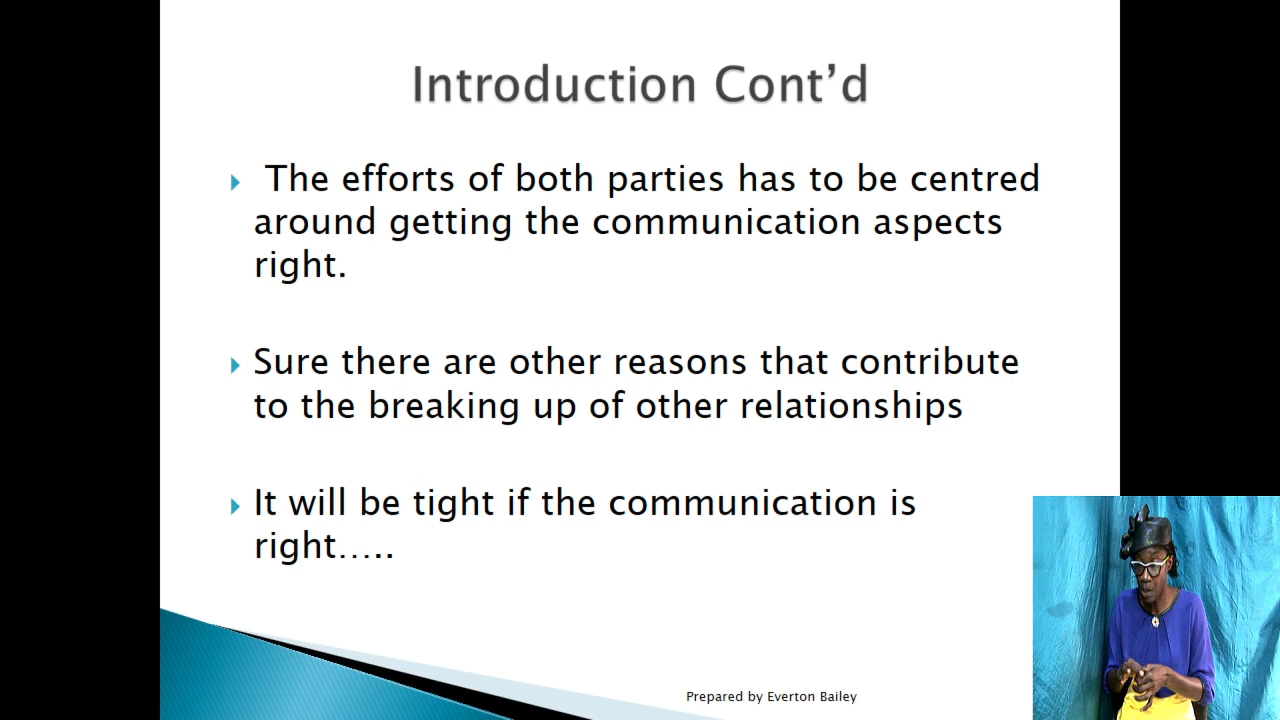 Introduction Cont’d
The efforts of both parties has to be centred
around getting the communication aspects
right.
Sure there are other reasons that contribute
to the breaking up of other relationships
It will be tight if the communication is
right…..
Prepared by Everton Bailey